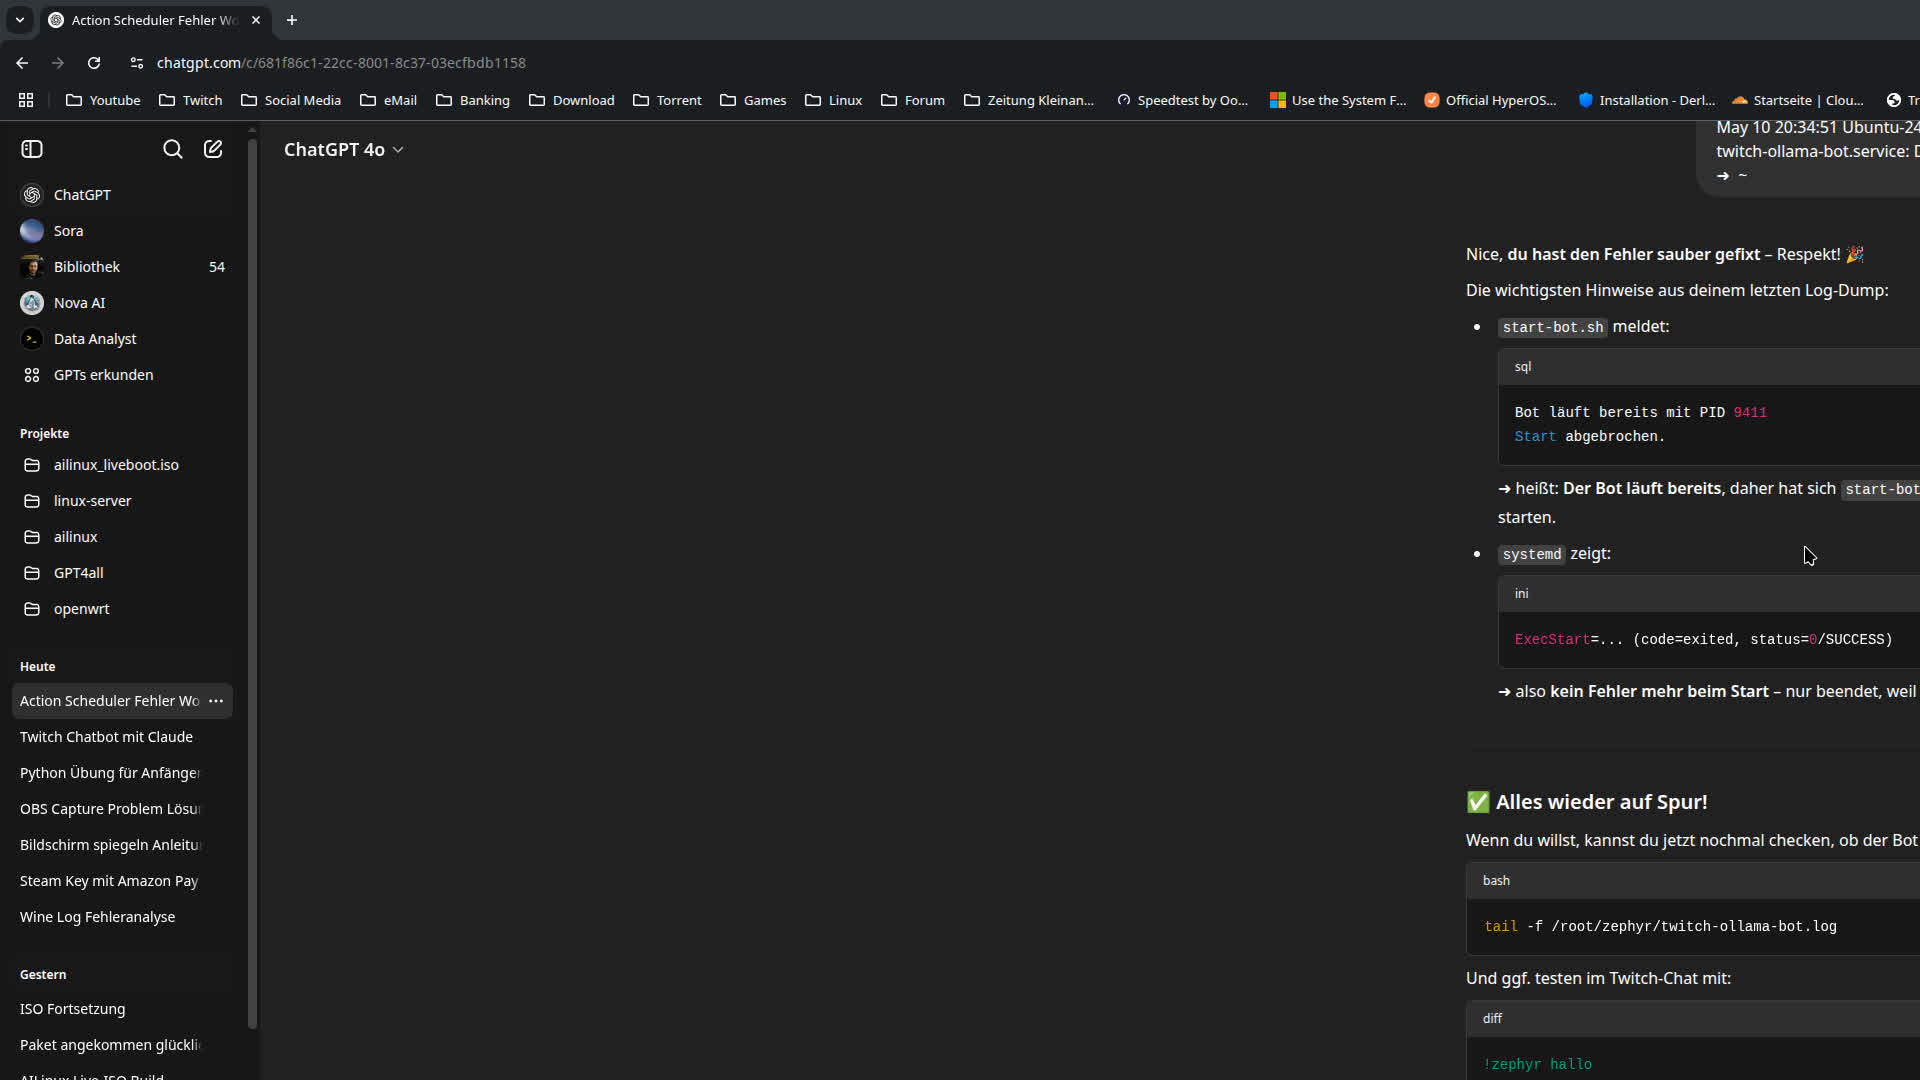 Action Scheduler Fehler Wo
chatgpt.com/c/681f86c1-22cc-8001-8c37-03ecfbdb1158
Youtube
Twitch
Social Media
eMail
Banking
Download
Torrent
Games
Linux
Forum
Zeitung Kleinan...
Speedtest by Oo...
Use the System F...
Official HyperOS...
Installation - Derl...
Startseite | Clou...
Tr
ChatGPT
Sora
Bibliothek 54
Nova AI
Data Analyst
GPTs erkunden
Projekte
ailinux_liveboot.iso
linux-server
ailinux
GPT4all
openwrt
Heute
Action Scheduler Fehler Wo
Twitch Chatbot mit Claude
Python Übung für Anfänger
OBS Capture Problem Lösu
Bildschirm spiegeln Anleitu
Steam Key mit Amazon Pay
Wine Log Fehleranalyse
Gestern
ISO Fortsetzung
Paket angekommen glückli
AILinux Live ISO Build
ChatGPT 4o
May 10 20:34:51 Ubuntu-24
twitch-ollama-bot.service: D
➜ ~
Nice, du hast den Fehler sauber gefixt – Respekt! 🎉
Die wichtigsten Hinweise aus deinem letzten Log-Dump:
• start-bot.sh meldet:
sql
Bot läuft bereits mit PID 9411
Start abgebrochen.
➜ heißt: Der Bot läuft bereits, daher hat sich start-bot
starten.
• systemd zeigt:
ini
ExecStart=... (code=exited, status=0/SUCCESS)
➜ also kein Fehler mehr beim Start – nur beendet, weil
✅ Alles wieder auf Spur!
Wenn du willst, kannst du jetzt nochmal checken, ob der Bot
bash
tail -f /root/zephyr/twitch-ollama-bot.log
Und ggf. testen im Twitch-Chat mit:
diff
!zephyr hallo